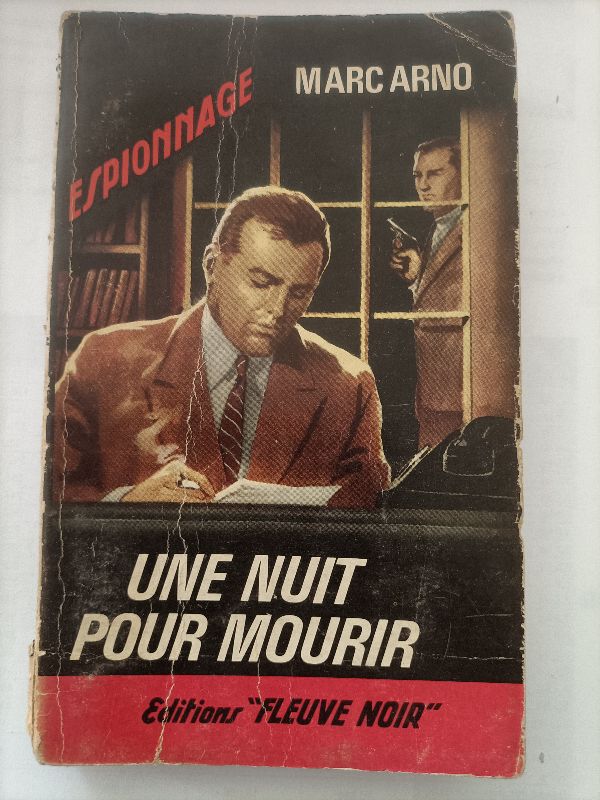 MARC ARNO
ESPIONNAGE
UNE NUIT
POUR MOURIR
Editions "FLEUVE NOIR"